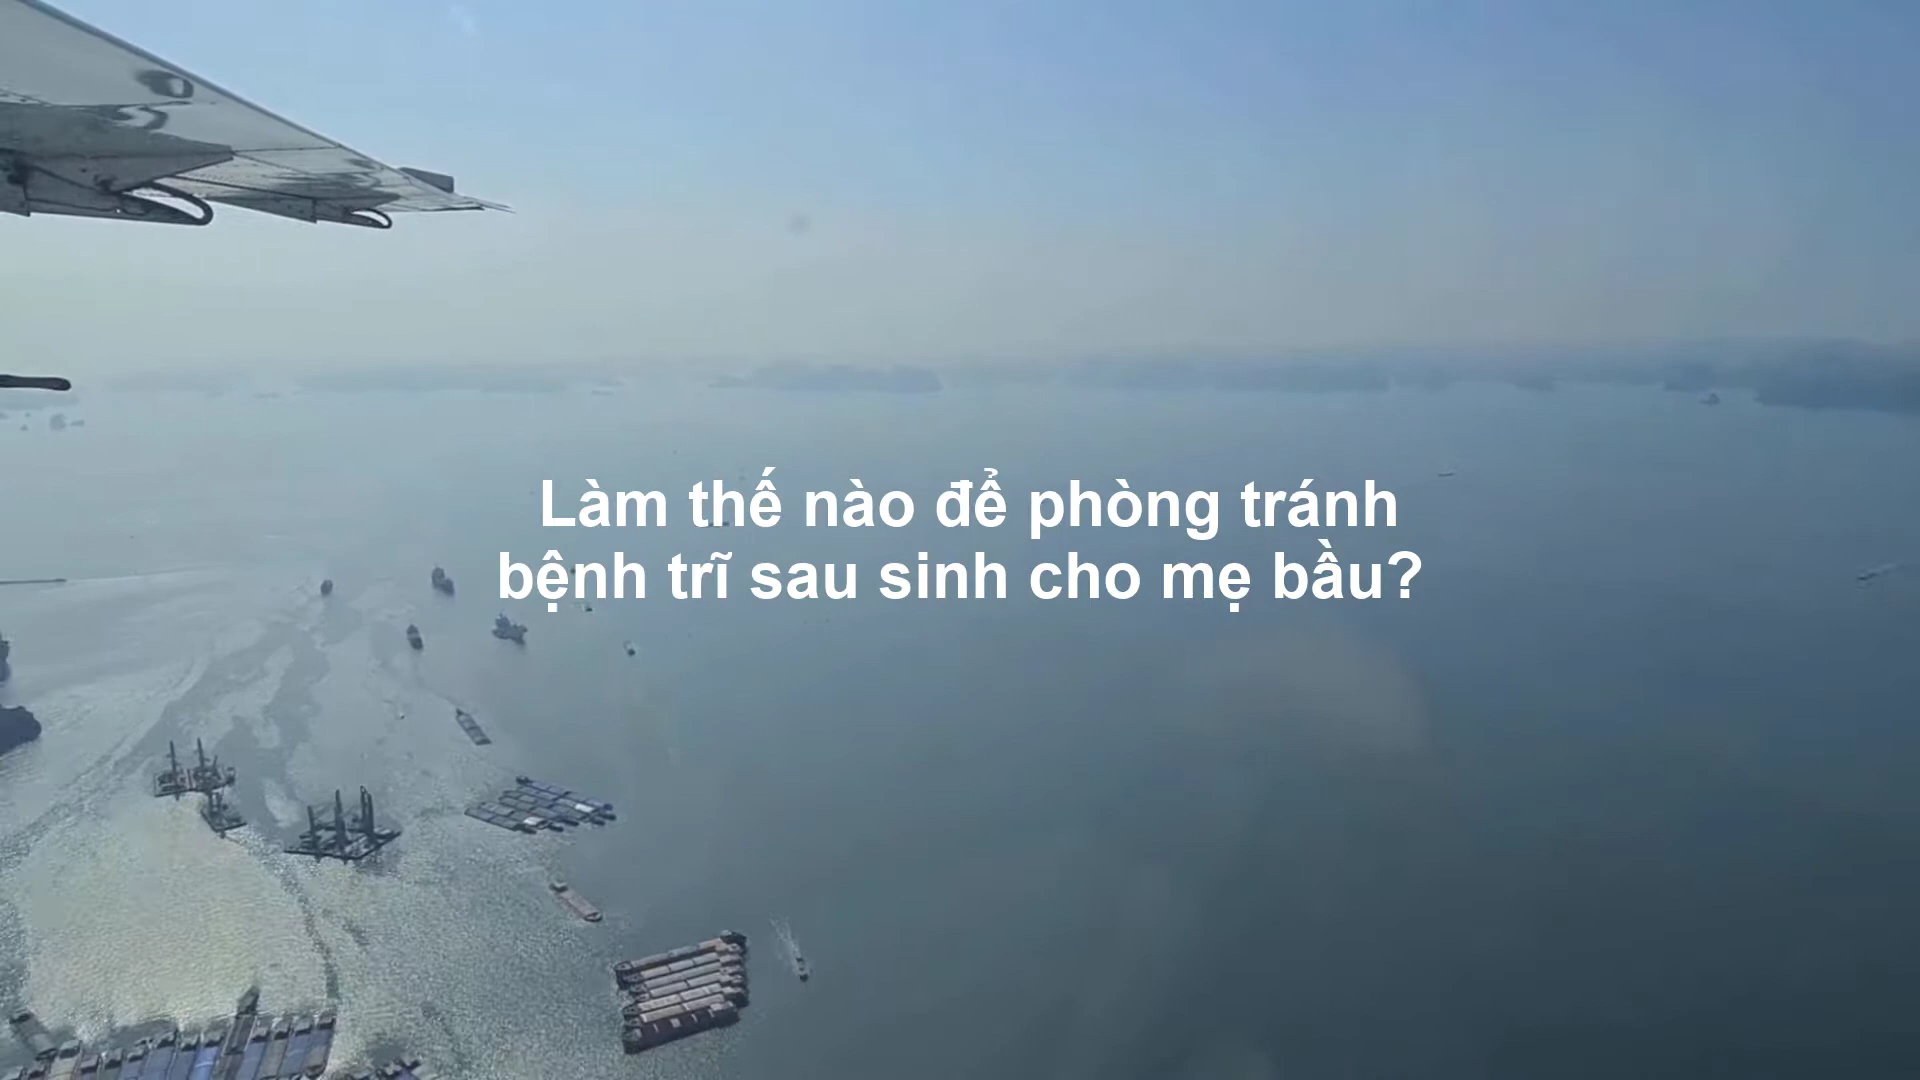 Làm thế nào để phòng tránh
bệnh trĩ sau sinh cho mẹ bầu?